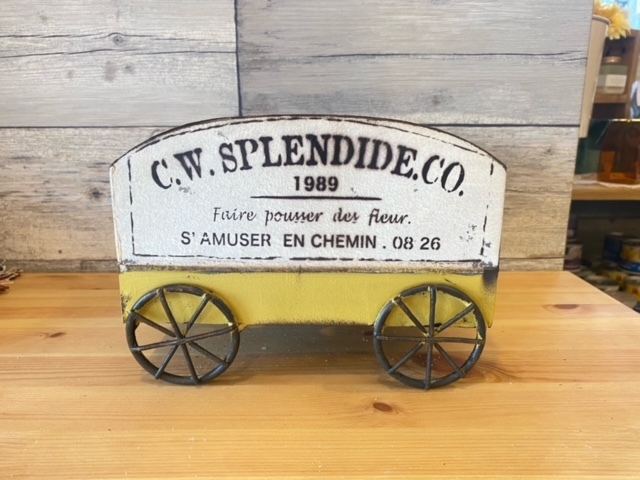 C.W. SPLENDIDE.CO.
1989
Faire pousser des fleur.
S' AMUSER EN CHEMIN . 08 26